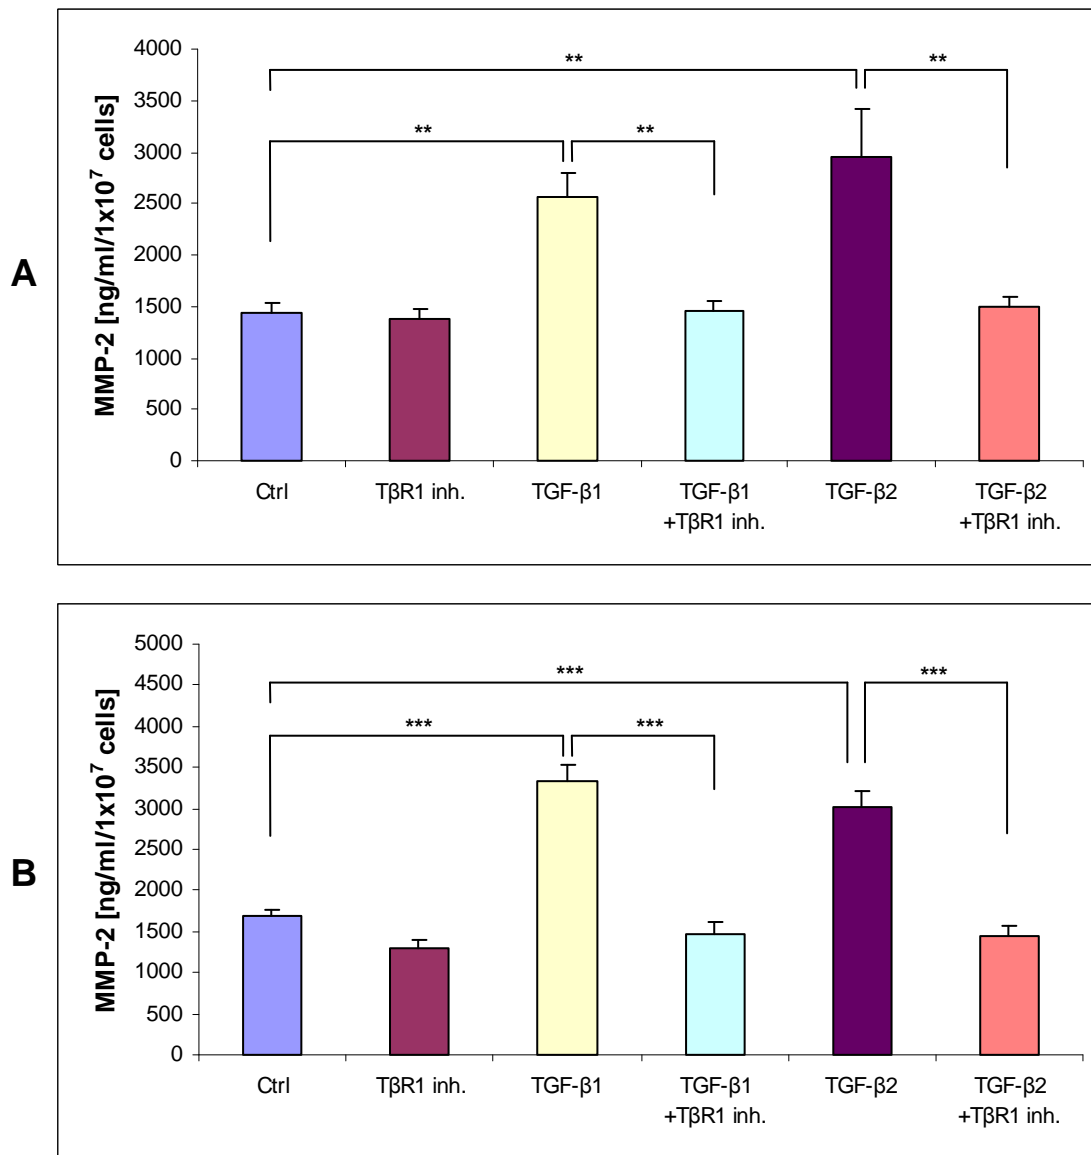 A
MMP-2 [ng/ml/1x10⁷ cells]
4000
3500
3000
2500
2000
1500
1000
500
0
**
**
**
**
Ctrl
TβR1 inh.
TGF-β1
TGF-β1
+TβR1 inh.
TGF-β2
TGF-β2
+TβR1 inh.
B
MMP-2 [ng/ml/1x10⁷ cells]
5000
4500
4000
3500
3000
2500
2000
1500
1000
500
0
***
***
***
***
Ctrl
TβR1 inh.
TGF-β1
TGF-β1
+TβR1 inh.
TGF-β2
TGF-β2
+TβR1 inh.